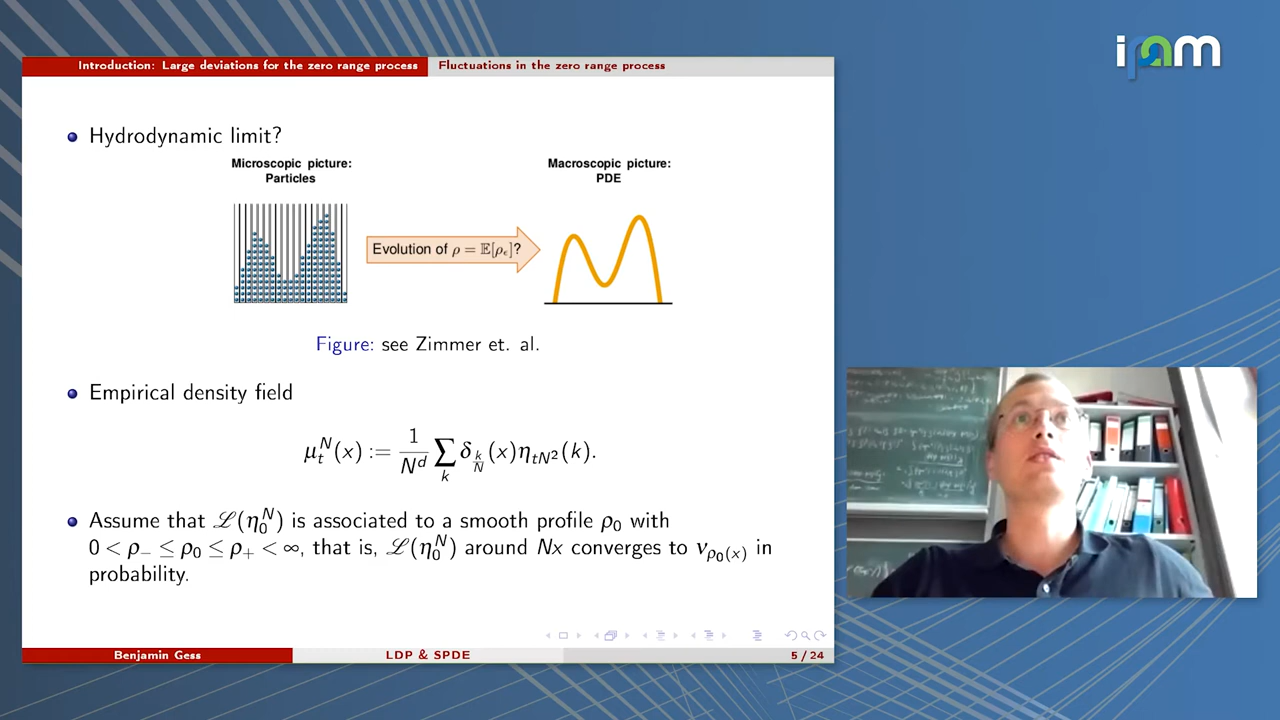 ipam
Introduction: Large deviations for the zero range process Fluctuations in the zero range process
Hydrodynamic limit?
Microscopic picture:
Particles
Macroscopic picture:
PDE
Evolution of ρ = 𝔼[ρ_ϵ]?
Figure: see Zimmer et. al.
Empirical density field
μ_t^N(x) := 1/N^d ∑_k δ_{k/N}(x)η_{tN²}(k).
Assume that ℒ(η_0^N) is associated to a smooth profile ρ_0 with
0 < ρ_− ≤ ρ_0 ≤ ρ_+ < ∞, that is, ℒ(η_0^N) around Nx converges to ν_{ρ_0(x)} in
probability.
Benjamin Gess LDP & SPDE 5 / 24